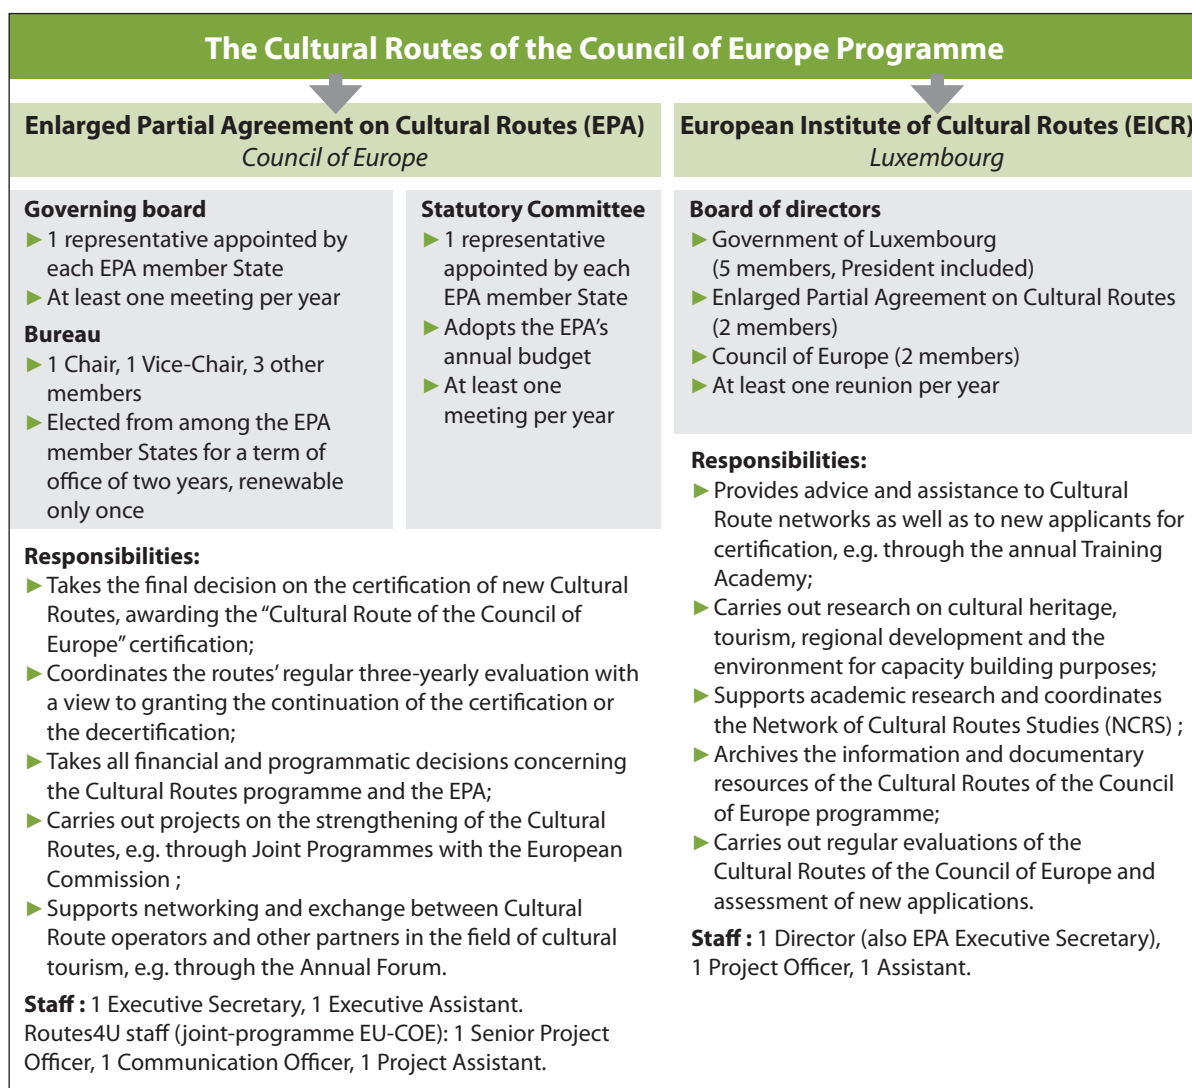 The Cultural Routes of the Council of Europe Programme
Enlarged Partial Agreement on Cultural Routes (EPA)
Council of Europe
Governing board
► 1 representative appointed by
each EPA member State
► At least one meeting per year
Bureau
► 1 Chair, 1 Vice-Chair, 3 other
members
► Elected from among the EPA
member States for a term of
office of two years, renewable
only once
Statutory Committee
► 1 representative
appointed by each
EPA member State
► Adopts the EPA’s
annual budget
► At least one
meeting per year
Responsibilities:
► Takes the final decision on the certification of new Cultural
Routes, awarding the “Cultural Route of the Council of
Europe” certification;
► Coordinates the routes’ regular three-yearly evaluation with
a view to granting the continuation of the certification or
the decertification;
► Takes all financial and programmatic decisions concerning
the Cultural Routes programme and the EPA;
► Carries out projects on the strengthening of the Cultural
Routes, e.g. through Joint Programmes with the European
Commission ;
► Supports networking and exchange between Cultural
Route operators and other partners in the field of cultural
tourism, e.g. through the Annual Forum.
Staff : 1 Executive Secretary, 1 Executive Assistant.
Routes4U staff (joint-programme EU-COE): 1 Senior Project
Officer, 1 Communication Officer, 1 Project Assistant.
European Institute of Cultural Routes (EICR)
Luxembourg
Board of directors
► Government of Luxembourg
(5 members, President included)
► Enlarged Partial Agreement on Cultural Routes
(2 members)
► Council of Europe (2 members)
► At least one reunion per year
Responsibilities:
► Provides advice and assistance to Cultural
Route networks as well as to new applicants for
certification, e.g. through the annual Training
Academy;
► Carries out research on cultural heritage,
tourism, regional development and the
environment for capacity building purposes;
► Supports academic research and coordinates
the Network of Cultural Routes Studies (NCRS) ;
► Archives the information and documentary
resources of the Cultural Routes of the Council
of Europe programme;
► Carries out regular evaluations of the
Cultural Routes of the Council of Europe and
assessment of new applications.
Staff : 1 Director (also EPA Executive Secretary),
1 Project Officer, 1 Assistant.